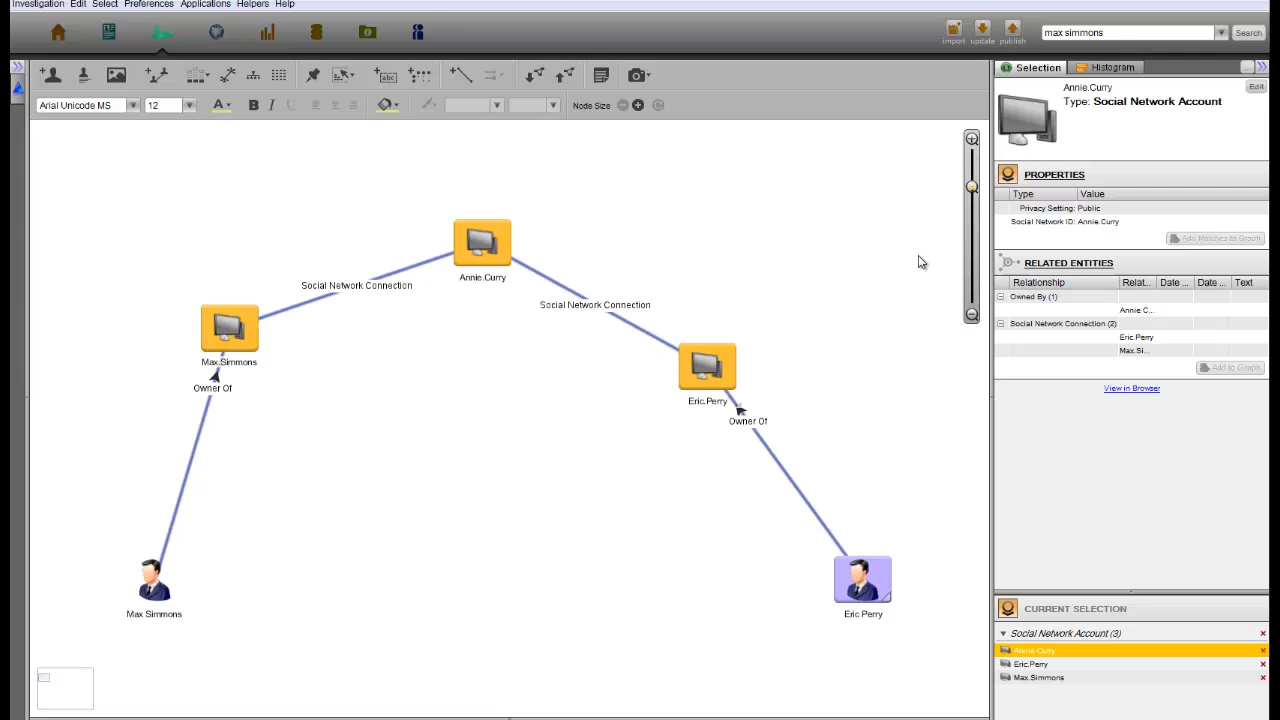 Investigation Edit Select Preferences Applications Helpers Help
import update publish
max simmons
Search
abc
Arial Unicode MS
12
A
B I U
Node Size
Annie.Curry
Social Network Connection
Social Network Connection
Max.Simmons
Owner Of
Eric.Perry
Owner Of
Max Simmons
Eric Perry
Selection
Histogram
Annie.Curry
Edit
Type: Social Network Account
PROPERTIES
Type Value
Privacy Setting: Public
Social Network ID: Annie.Curry
Add Matches to Graph
RELATED ENTITIES
Relationship Relat... Date ... Date ... Text
Owned By (1)
Annie C...
Social Network Connection (2)
Eric.Perry
Max.Si...
Add to Graph
View in Browser
CURRENT SELECTION
Social Network Account (3)
Annie.Curry
Eric.Perry
Max.Simmons